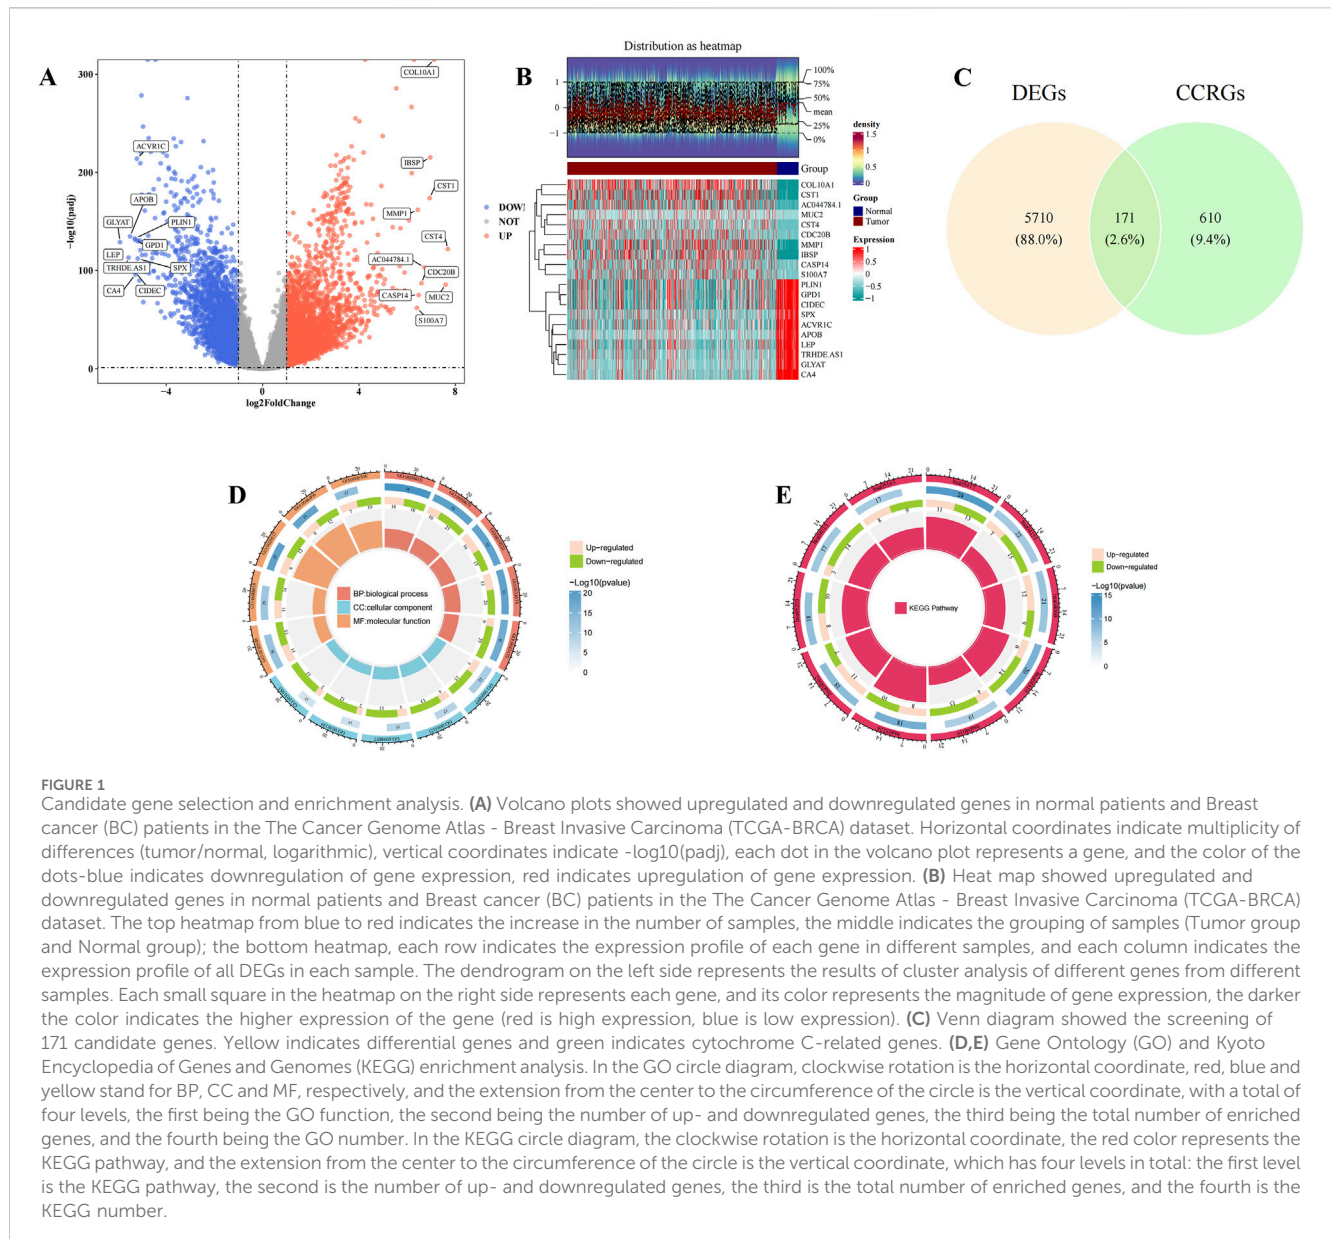 A
300
200
100
0
−log10(padj)
COL10A1
ACVR1C
IBSP
APOB
CST1
GLYAT
PLIN1
MMP1
GPD1
CST4
LEP
AC044784.1
TRHDE.AS1
SPX
CDC20B
CA4
CIDEC
CASP14
MUC2
S100A7
−4
0
4
8
log2FoldChange
DOW!
NOT
UP
B
Distribution as heatmap
1
0
−1
100%
75%
50%
mean
25%
0%
Group
COL10A1
CST1
AC044784.1
MUC2
CST4
CDC20B
MMP1
IBSP
CASP14
S100A7
PLIN1
GPD1
CIDEC
SPX
ACVR1C
APOB
LEP
TRHDE.AS1
GLYAT
CA4
density
1.5
1
0.5
0
Group
Normal
Tumor
Expression
1
0.5
0
−0.5
−1
C
DEGs
CCRGs
5710
(88.0%)
171
(2.6%)
610
(9.4%)
D
BP:biological process
CC:cellular component
MF:molecular function
Up−regulated
Down−regulated
−Log10(pvalue)
20
15
10
5
0
E
KEGG Pathway
Up−regulated
Down−regulated
−Log10(pvalue)
15
10
5
0
FIGURE 1
Candidate gene selection and enrichment analysis. (A) Volcano plots showed upregulated and downregulated genes in normal patients and Breast
cancer (BC) patients in the The Cancer Genome Atlas - Breast Invasive Carcinoma (TCGA-BRCA) dataset. Horizontal coordinates indicate multiplicity of
differences (tumor/normal, logarithmic), vertical coordinates indicate -log10(padj), each dot in the volcano plot represents a gene, and the color of the
dots-blue indicates downregulation of gene expression, red indicates upregulation of gene expression. (B) Heat map showed upregulated and
downregulated genes in normal patients and Breast cancer (BC) patients in the The Cancer Genome Atlas - Breast Invasive Carcinoma (TCGA-BRCA)
dataset. The top heatmap from blue to red indicates the increase in the number of samples, the middle indicates the grouping of samples (Tumor group
and Normal group); the bottom heatmap, each row indicates the expression profile of each gene in different samples, and each column indicates the
expression profile of all DEGs in each sample. The dendrogram on the left side represents the results of cluster analysis of different genes from different
samples. Each small square in the heatmap on the right side represents each gene, and its color represents the magnitude of gene expression, the darker
the color indicates the higher expression of the gene (red is high expression, blue is low expression). (C) Venn diagram showed the screening of
171 candidate genes. Yellow indicates differential genes and green indicates cytochrome C-related genes. (D,E) Gene Ontology (GO) and Kyoto
Encyclopedia of Genes and Genomes (KEGG) enrichment analysis. In the GO circle diagram, clockwise rotation is the horizontal coordinate, red, blue and
yellow stand for BP, CC and MF, respectively, and the extension from the center to the circumference of the circle is the vertical coordinate, with a total of
four levels, the first being the GO function, the second being the number of up- and downregulated genes, the third being the total number of enriched
genes, and the fourth being the GO number. In the KEGG circle diagram, the clockwise rotation is the horizontal coordinate, the red color represents the
KEGG pathway, and the extension from the center to the circumference of the circle is the vertical coordinate, which has four levels in total: the first level
is the KEGG pathway, the second is the number of up- and downregulated genes, the third is the total number of enriched genes, and the fourth is the
KEGG number.